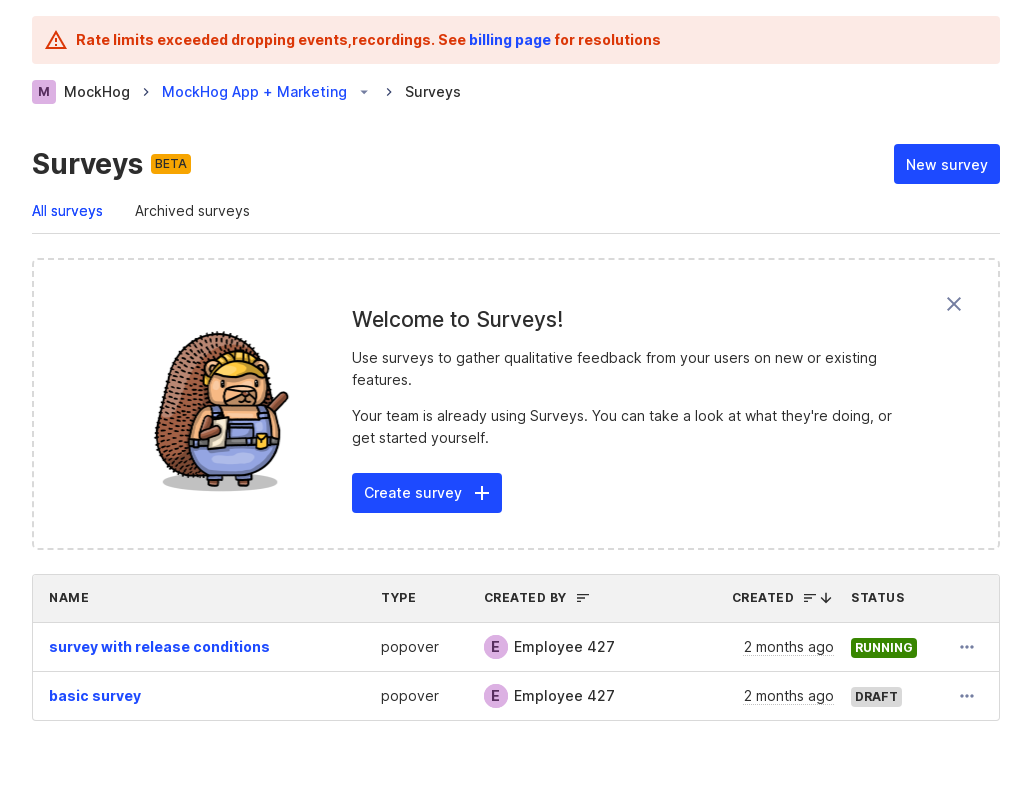 Rate limits exceeded dropping events,recordings. See billing page for resolutions
M MockHog MockHog App + Marketing Surveys
Surveys BETA
New survey
All surveys Archived surveys
Welcome to Surveys!
Use surveys to gather qualitative feedback from your users on new or existing
features.
Your team is already using Surveys. You can take a look at what they're doing, or
get started yourself.
Create survey
NAME TYPE CREATED BY CREATED STATUS
survey with release conditions popover E Employee 427 2 months ago RUNNING
basic survey popover E Employee 427 2 months ago DRAFT